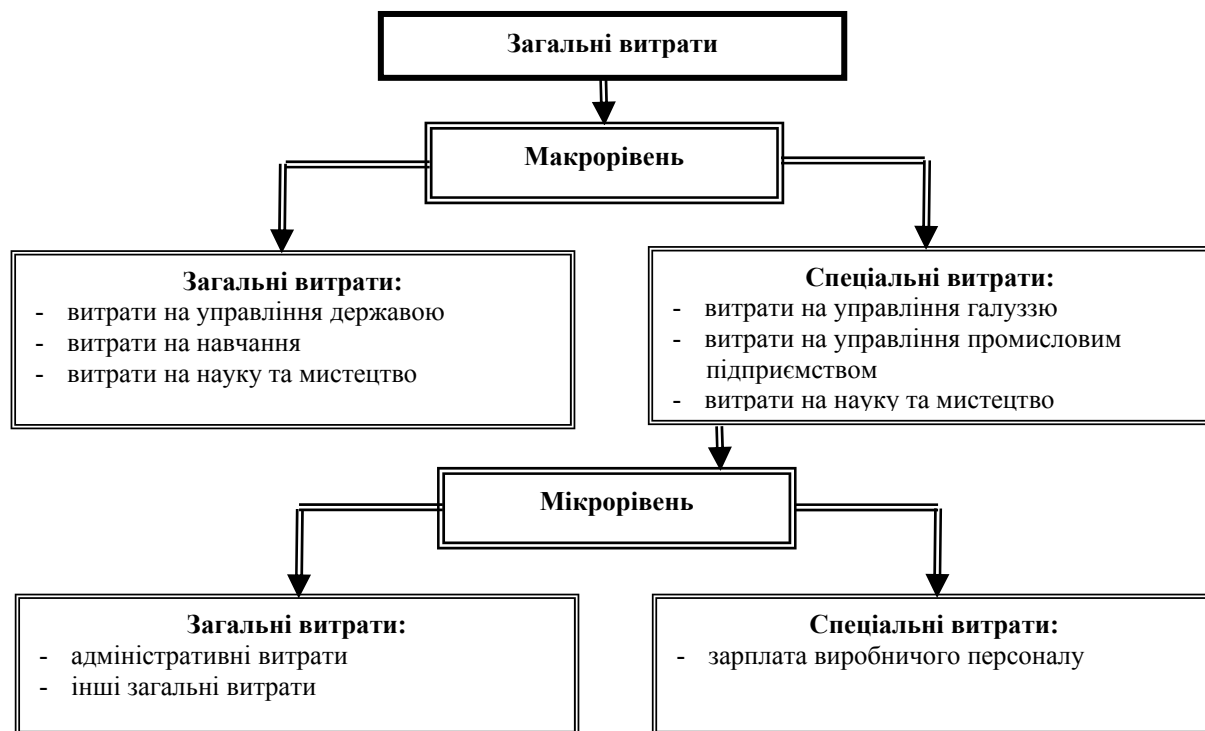 Загальні витрати
Макрорівень
Загальні витрати:
- витрати на управління державою
- витрати на навчання
- витрати на науку та мистецтво
Спеціальні витрати:
- витрати на управління галуззю
- витрати на управління промисловим
підприємством
- витрати на науку та мистецтво
Мікрорівень
Загальні витрати:
- адміністративні витрати
- інші загальні витрати
Спеціальні витрати:
- зарплата виробничого персоналу